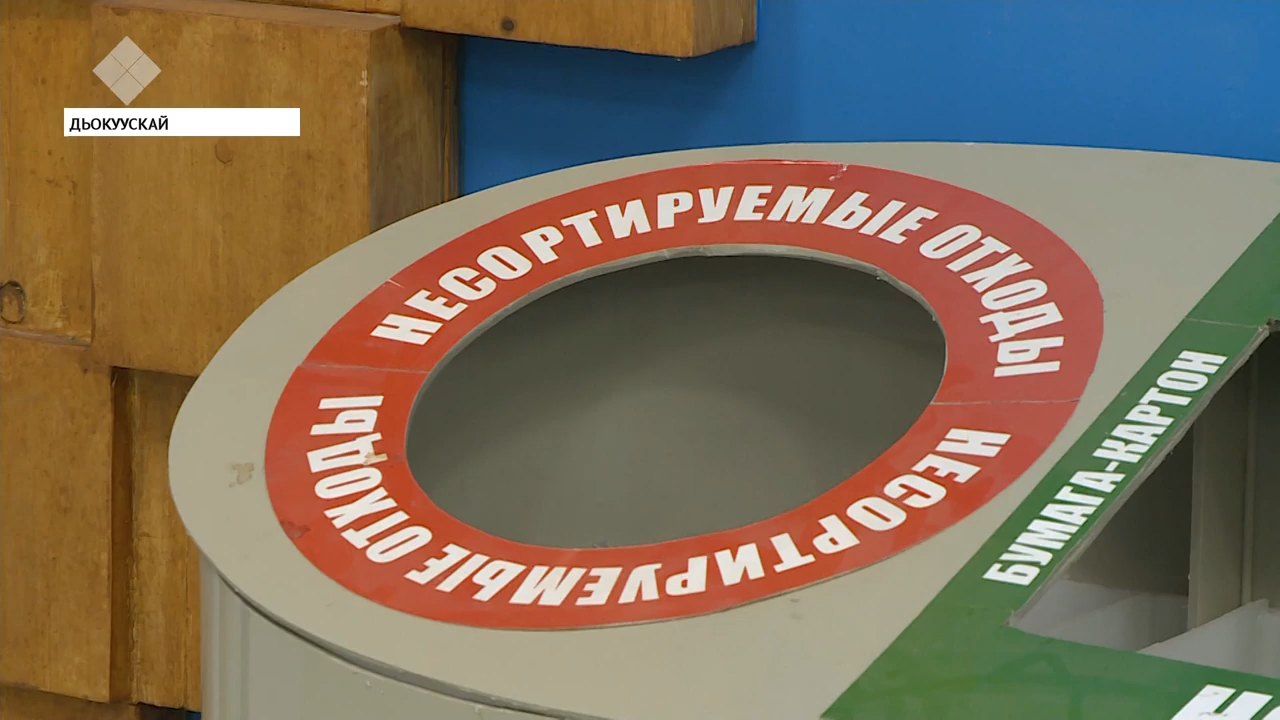 ДЬОКУУСКАЙ
НЕСОРТИРУЕМЫЕ ОТХОДЫ
НЕСОРТИРУЕМЫЕ ОТХОДЫ
БУМАГА-КАРТОН